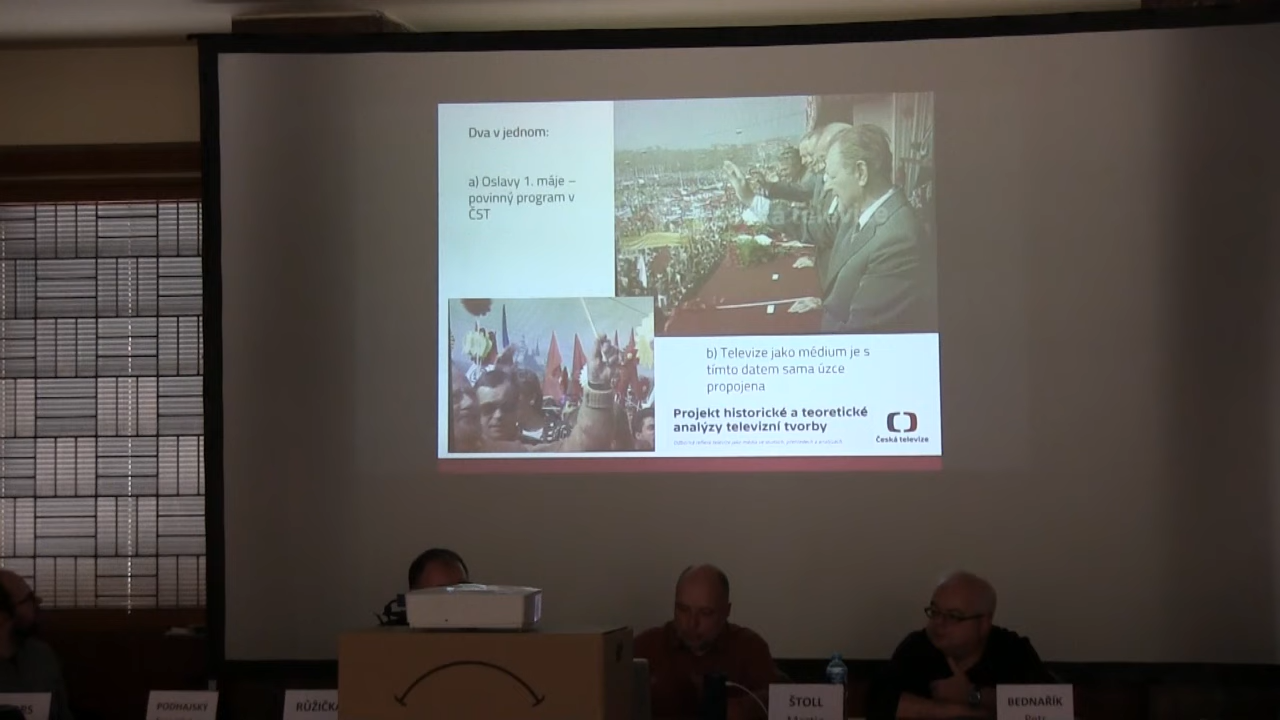 Dva v jednom:
a) Oslavy 1. máje –
povinný program v
ČST
b) Televize jako médium je s
tímto datem sama úzce
propojena
Projekt historické a teoretické
analýzy televizní tvorby
Česká televize
PODHAJSKÝ
RŮŽIČKA
ŠTOLL
BEDNAŘÍK
Petr